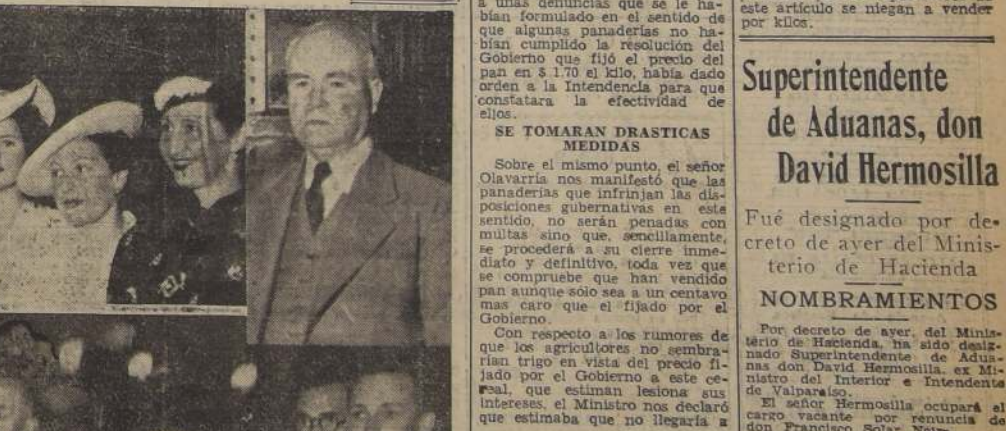 a unas denuncias que se le ha-
bían formulado en el sentido de
que algunas panaderías no ha-
bían cumplido la resolución del
Gobierno que fijó el precio del
pan en $ 1.70 el kilo, había dado
orden a la Intendencia para que
constatara la efectividad de
ellos.
SE TOMARAN DRASTICAS
MEDIDAS
Sobre el mismo punto, el señor
Olavarría nos manifestó que las
panaderías que infrinjan las dis-
posiciones gubernativas en este
sentido, no serán penadas con
multas sino que, sencillamente,
se procederá a su cierre inme-
diato y definitivo, toda vez que
se compruebe que han vendido
pan aunque sólo sea a un centavo
mas caro que el fijado por el
Gobierno.
Con respecto a los rumores de
que los agricultores no sembra-
rían trigo en vista del precio fi-
jado por el Gobierno a este ce-
real, que estiman lesiona sus
intereses, el Ministro nos declaró
que estimaba que no llegaría a
este artículo se niegan a vender
por kilos.
Superintendente
de Aduanas, don
David Hermosilla
Fué designado por de-
creto de ayer del Minis-
terio de Hacienda
NOMBRAMIENTOS
Por decreto de ayer, del Minis-
terio de Hacienda, ha sido desig-
nado Superintendente de Adua-
nas don David Hermosilla, ex Mi-
nistro del Interior e Intendente
de Valparaíso.
El señor Hermosilla ocupará el
cargo vacante por renuncia de
don Francisco Solar